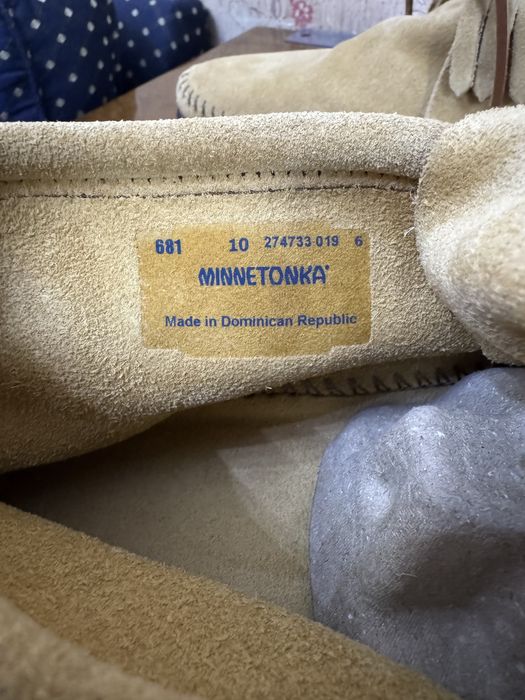 681 10 274733 019 6
MINNETONKA
Made in Dominican Republic